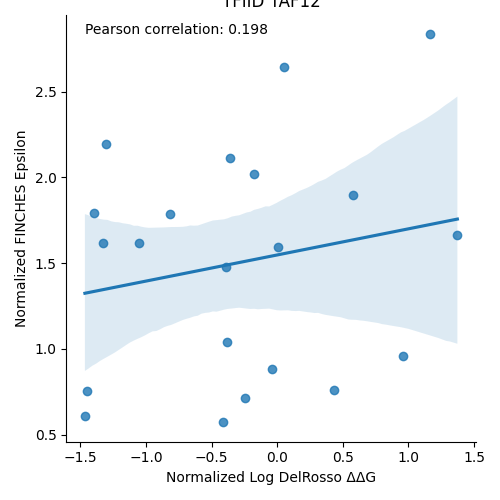 TFIID TAF12
Pearson correlation: 0.198
Normalized FINCHES Epsilon
2.5
2.0
1.5
1.0
0.5
−1.5 −1.0 −0.5 0.0 0.5 1.0 1.5
Normalized Log DelRosso ΔΔG